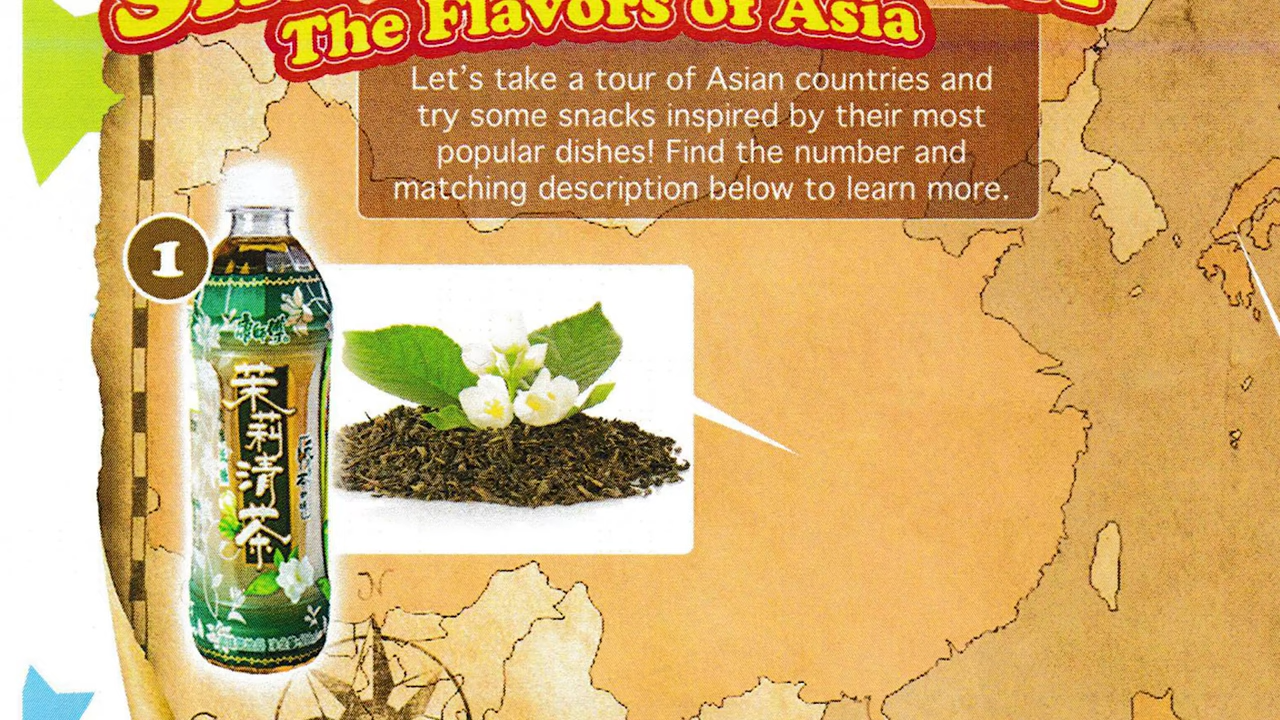 The Flavors of Asia
Let's take a tour of Asian countries and
try some snacks inspired by their most
popular dishes! Find the number and
matching description below to learn more.
1
康師傅
茉莉清茶
N